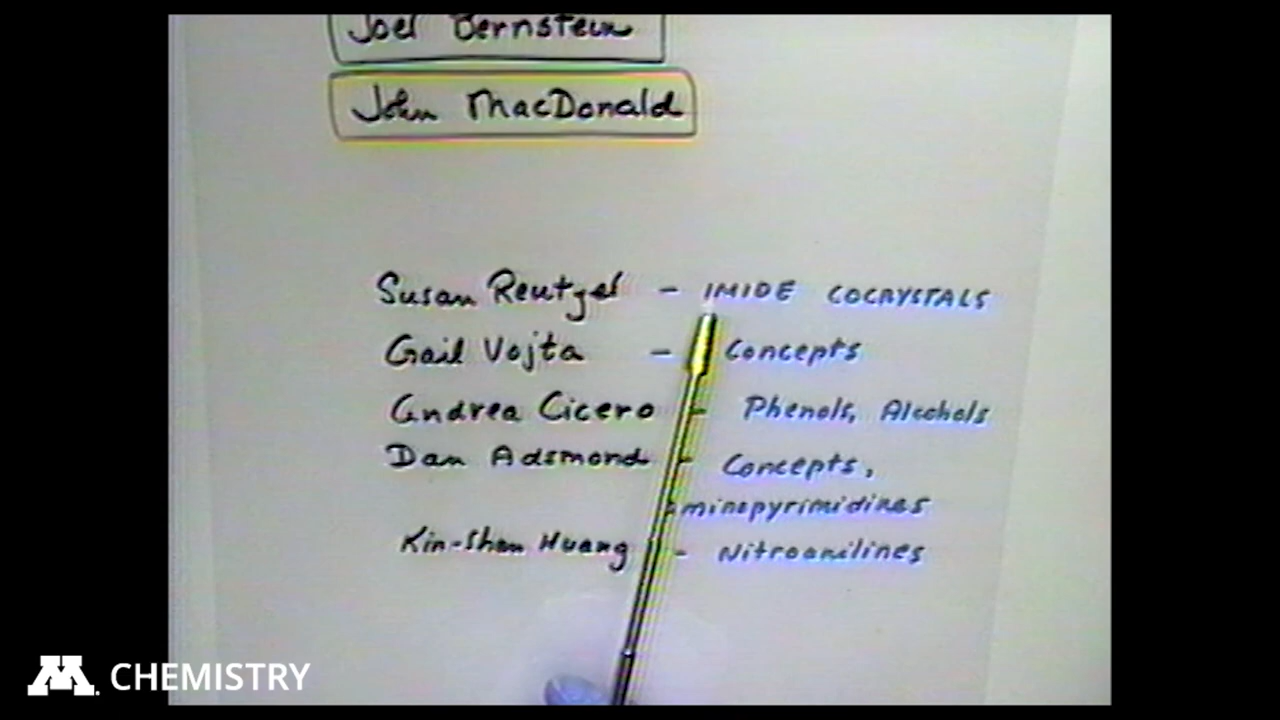 Joel Bernstein
John MacDonald
Susan Reutzel - IMIDE COCRYSTALS
Gail Vojta - Concepts
Andrea Cicero - Phenols, Alcohols
Dan Adsmond - Concepts,
aminopyrimidines
Kin-Shan Huang - Nitroanilines
M. CHEMISTRY